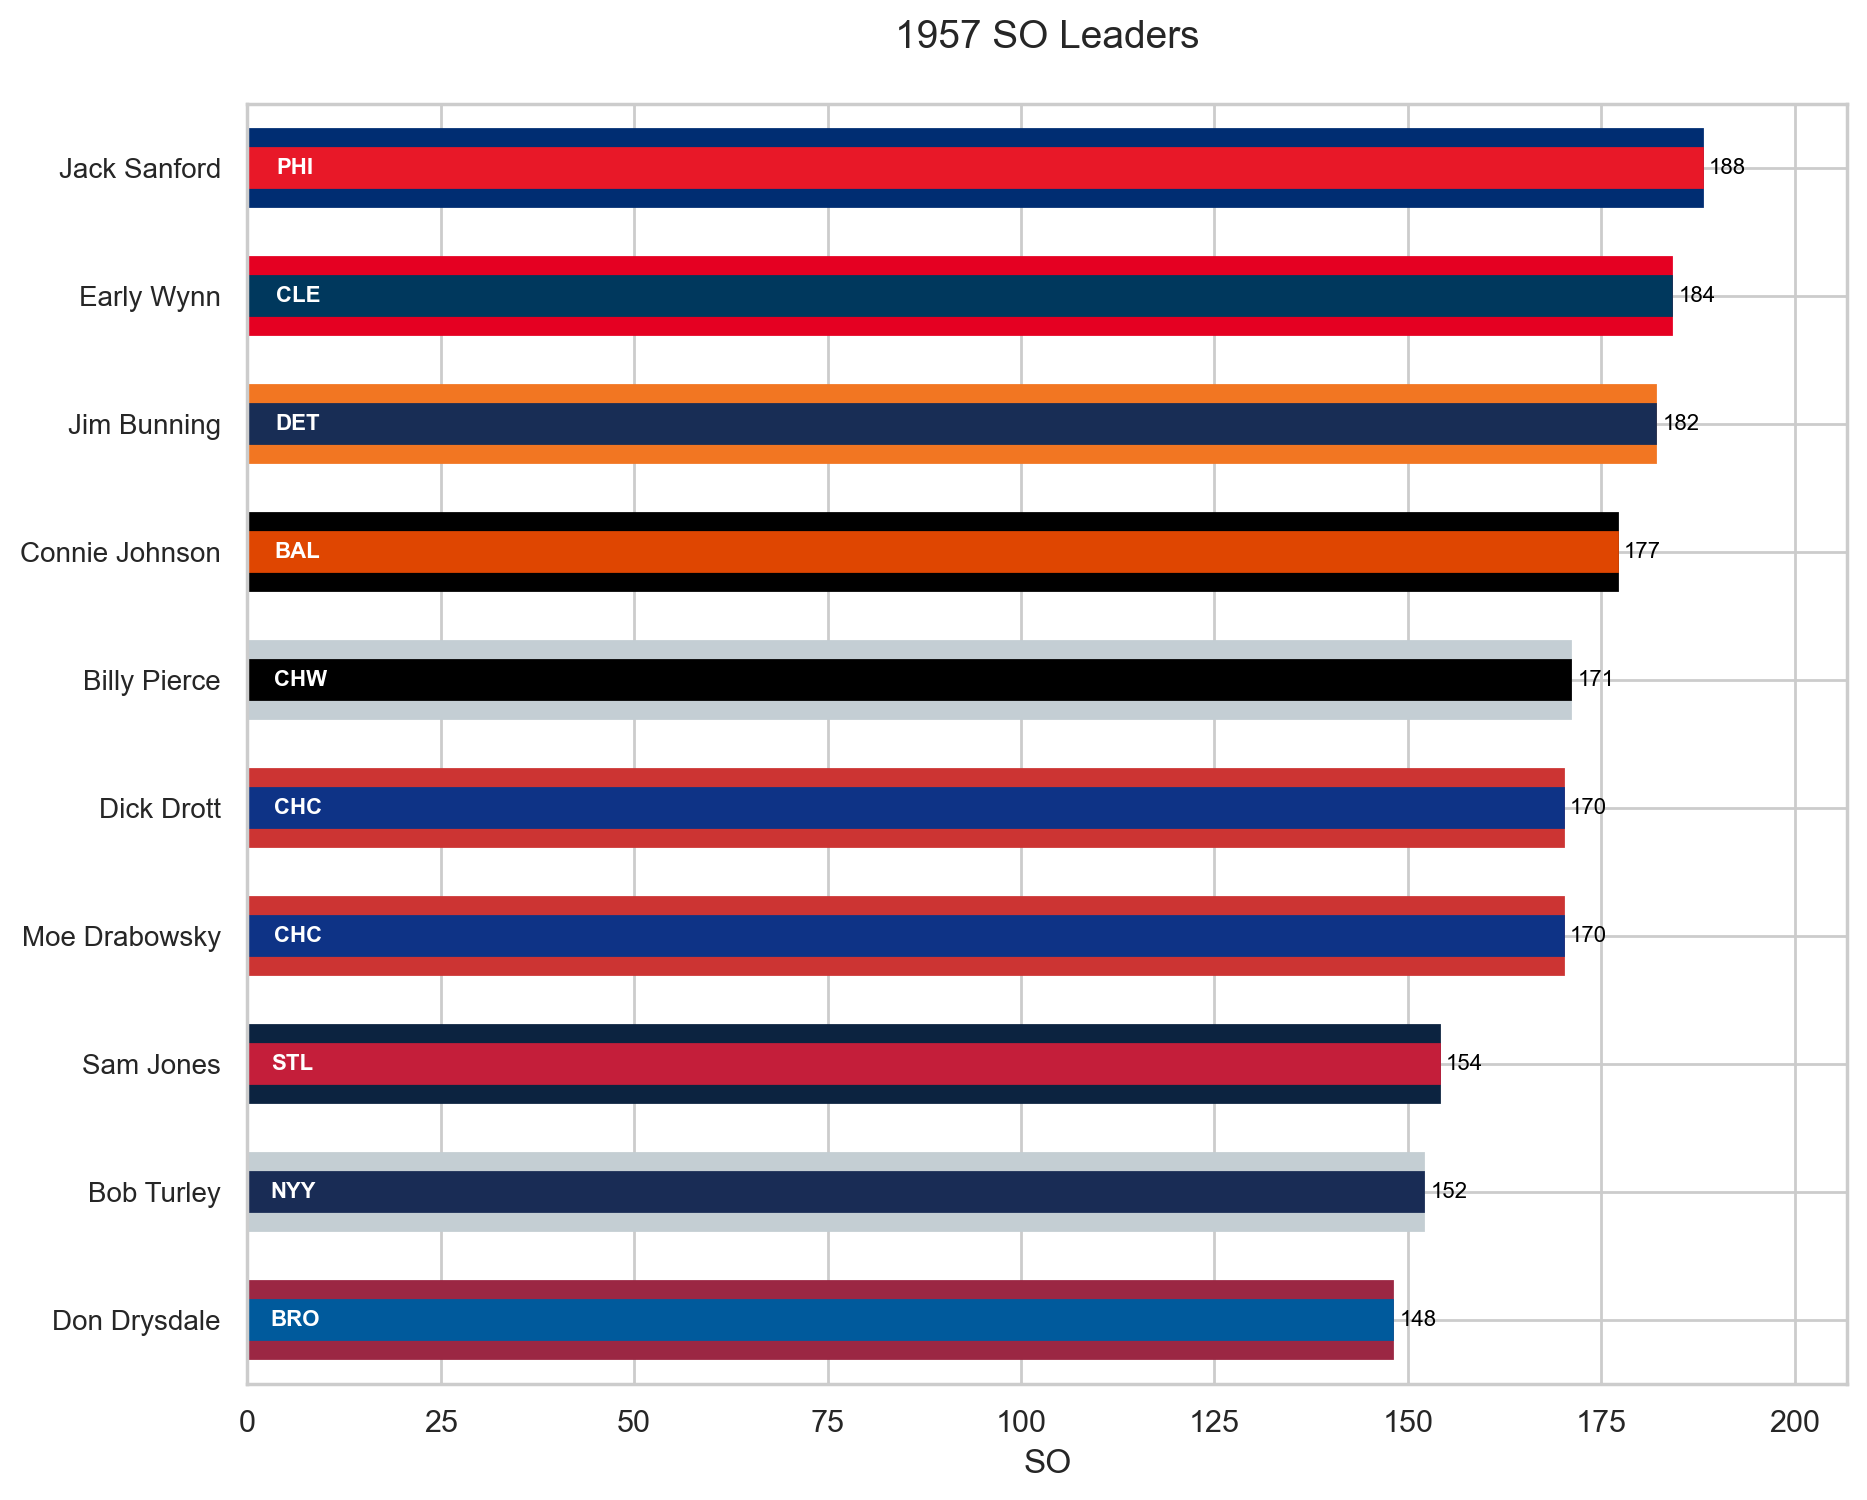 1957 SO Leaders
Jack Sanford PHI 188
Early Wynn CLE 184
Jim Bunning DET 182
Connie Johnson BAL 177
Billy Pierce CHW 171
Dick Drott CHC 170
Moe Drabowsky CHC 170
Sam Jones STL 154
Bob Turley NYY 152
Don Drysdale BRO 148
0 25 50 75 100 125 150 175 200
SO